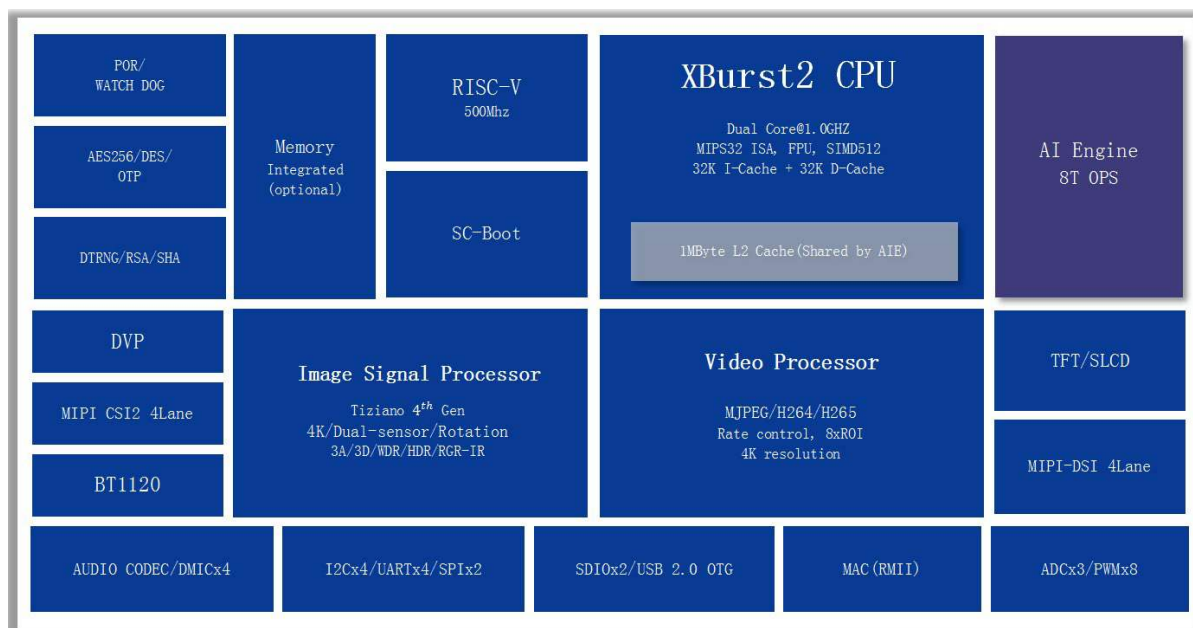 POR/
WATCH DOG
AES256/DES/
OTP
DTRNG/RSA/SHA
Memory
Integrated
(optional)
RISC-V
500Mhz
SC-Boot
XBurst2 CPU
Dual Core@1.0GHZ
MIPS32 ISA, FPU, SIMD512
32K I-Cache + 32K D-Cache
1MByte L2 Cache(Shared by AIE)
AI Engine
8T OPS
DVP
MIPI CSI2 4Lane
BT1120
Image Signal Processor
Tiziano 4th Gen
4K/Dual-sensor/Rotation
3A/3D/WDR/HDR/RGR-IR
Video Processor
MJPEG/H264/H265
Rate control, 8xROI
4K resolution
TFT/SLCD
MIPI-DSI 4Lane
AUDIO CODEC/DMICx4
I2Cx4/UARTx4/SPIx2
SDIOx2/USB 2.0 OTG
MAC(RMII)
ADCx3/PWMx8